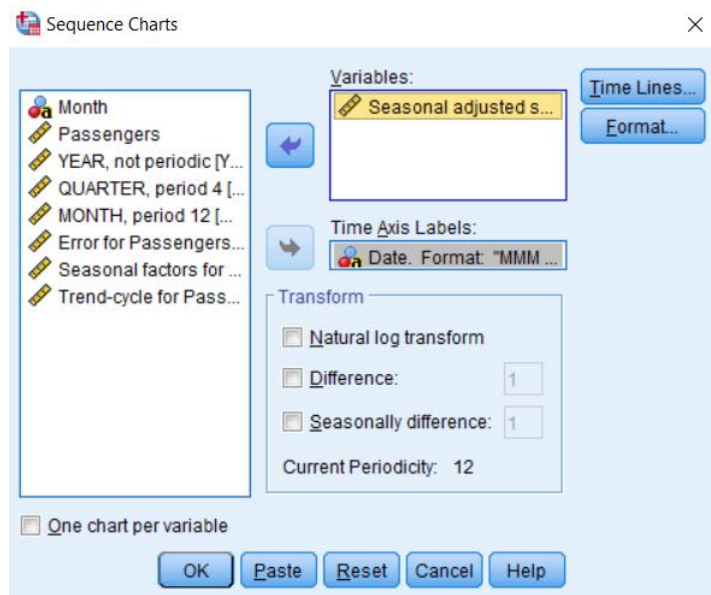 Sequence Charts
Month
Passengers
YEAR, not periodic [Y...
QUARTER, period 4 [...
MONTH, period 12 [...
Error for Passengers...
Seasonal factors for ...
Trend-cycle for Pass...
Variables:
Seasonal adjusted s...
Time Axis Labels:
Date. Format: "MMM ...
Transform
Natural log transform
Difference:
1
Seasonally difference:
1
Current Periodicity: 12
Time Lines...
Format...
One chart per variable
OK
Paste
Reset
Cancel
Help